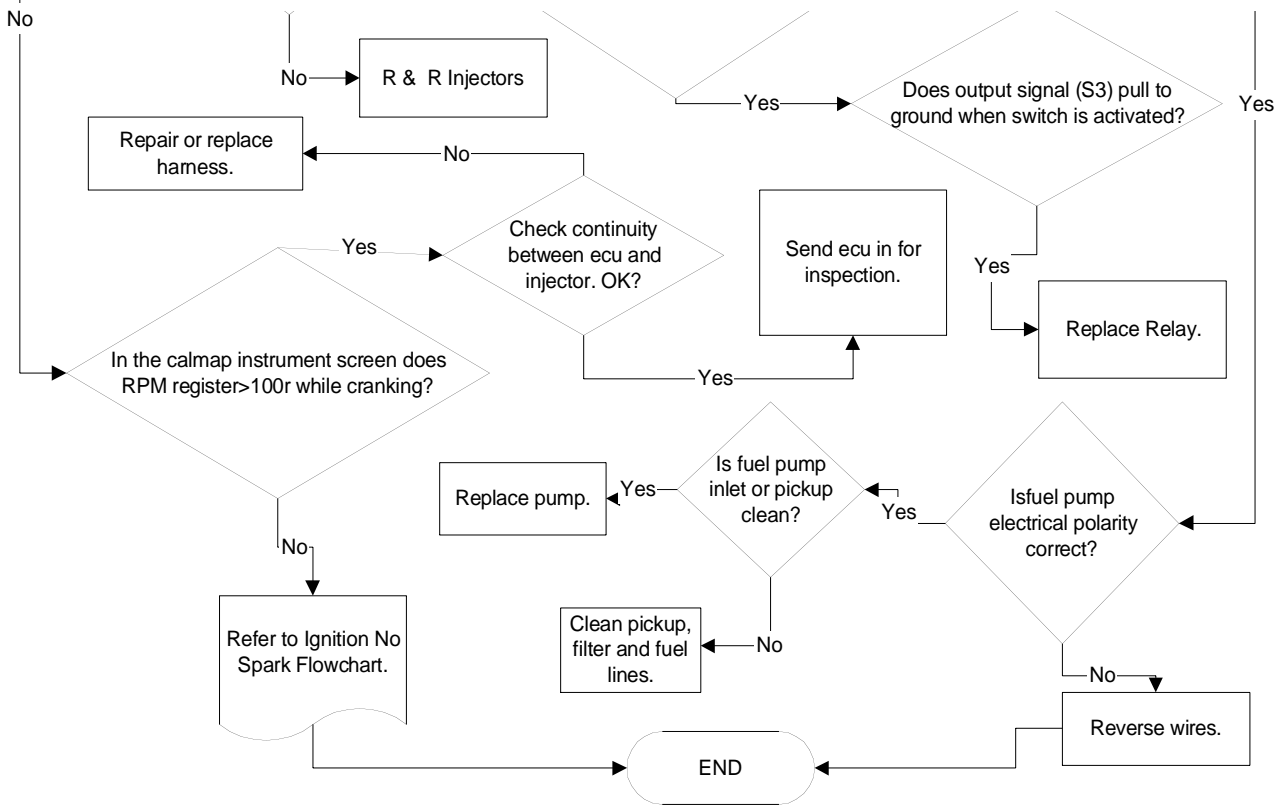 No
No
R & R Injectors
Yes
Does output signal (S3) pull to
ground when switch is activated?
Yes
Repair or replace
harness.
No
Yes
Check continuity
between ecu and
injector. OK?
Send ecu in for
inspection.
Yes
Replace Relay.
In the calmap instrument screen does
RPM register>100r while cranking?
Yes
Replace pump.
Yes
Is fuel pump
inlet or pickup
clean?
Yes
Isfuel pump
electrical polarity
correct?
No
Refer to Ignition No
Spark Flowchart.
Clean pickup,
filter and fuel
lines.
No
No
Reverse wires.
END